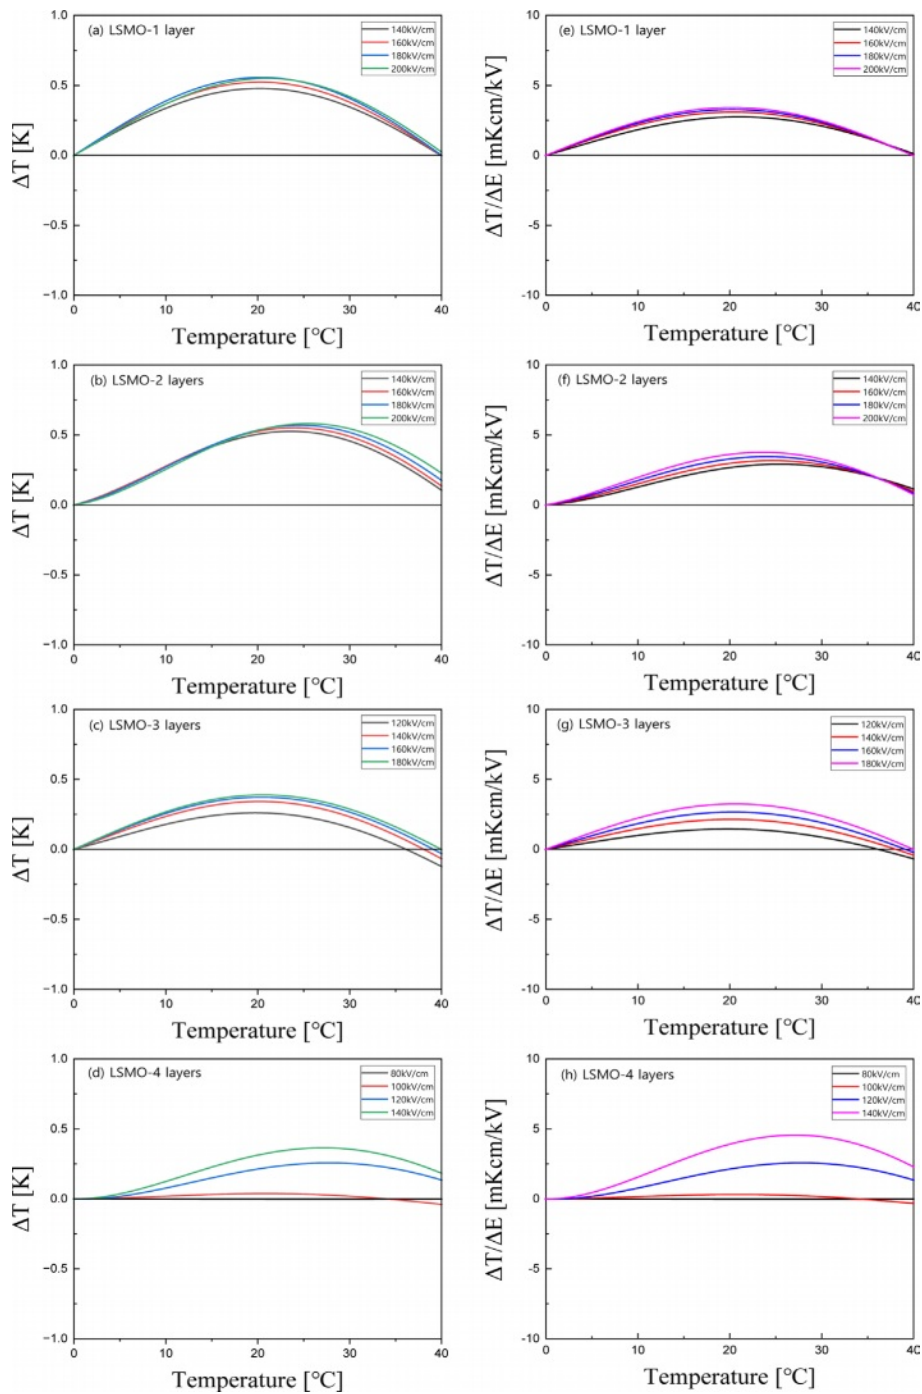 (a) LSMO-1 layer
140kV/cm
160kV/cm
180kV/cm
200kV/cm
ΔT [K]
1.0
0.5
0.0
−0.5
−1.0
0 10 20 30 40
Temperature [°C]
(e) LSMO-1 layer
140kV/cm
160kV/cm
180kV/cm
200kV/cm
ΔT/ΔE [mKcm/kV]
10
5
0
-5
-10
0 10 20 30 40
Temperature [°C]
(b) LSMO-2 layers
140kV/cm
160kV/cm
180kV/cm
200kV/cm
ΔT [K]
1.0
0.5
0.0
−0.5
−1.0
0 10 20 30 40
Temperature [°C]
(f) LSMO-2 layers
140kV/cm
160kV/cm
180kV/cm
200kV/cm
ΔT/ΔE [mKcm/kV]
10
5
0
-5
-10
0 10 20 30 40
Temperature [°C]
(c) LSMO-3 layers
120kV/cm
140kV/cm
160kV/cm
180kV/cm
ΔT [K]
1.0
0.5
0.0
−0.5
−1.0
0 10 20 30 40
Temperature [°C]
(g) LSMO-3 layers
120kV/cm
140kV/cm
160kV/cm
180kV/cm
ΔT/ΔE [mKcm/kV]
10
5
0
-5
-10
0 10 20 30 40
Temperature [°C]
(d) LSMO-4 layers
80kV/cm
100kV/cm
120kV/cm
140kV/cm
ΔT [K]
1.0
0.5
0.0
−0.5
−1.0
0 10 20 30 40
Temperature [°C]
(h) LSMO-4 layers
80kV/cm
100kV/cm
120kV/cm
140kV/cm
ΔT/ΔE [mKcm/kV]
10
5
0
-5
-10
0 10 20 30 40
Temperature [°C]